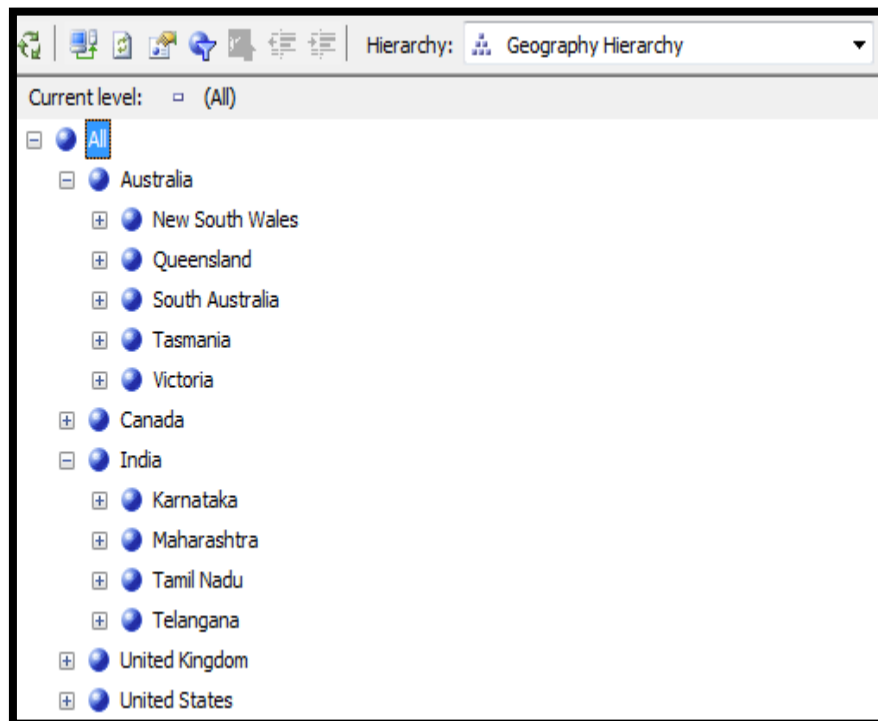 Hierarchy: Geography Hierarchy
Current level: (All)
All
Australia
New South Wales
Queensland
South Australia
Tasmania
Victoria
Canada
India
Karnataka
Maharashtra
Tamil Nadu
Telangana
United Kingdom
United States